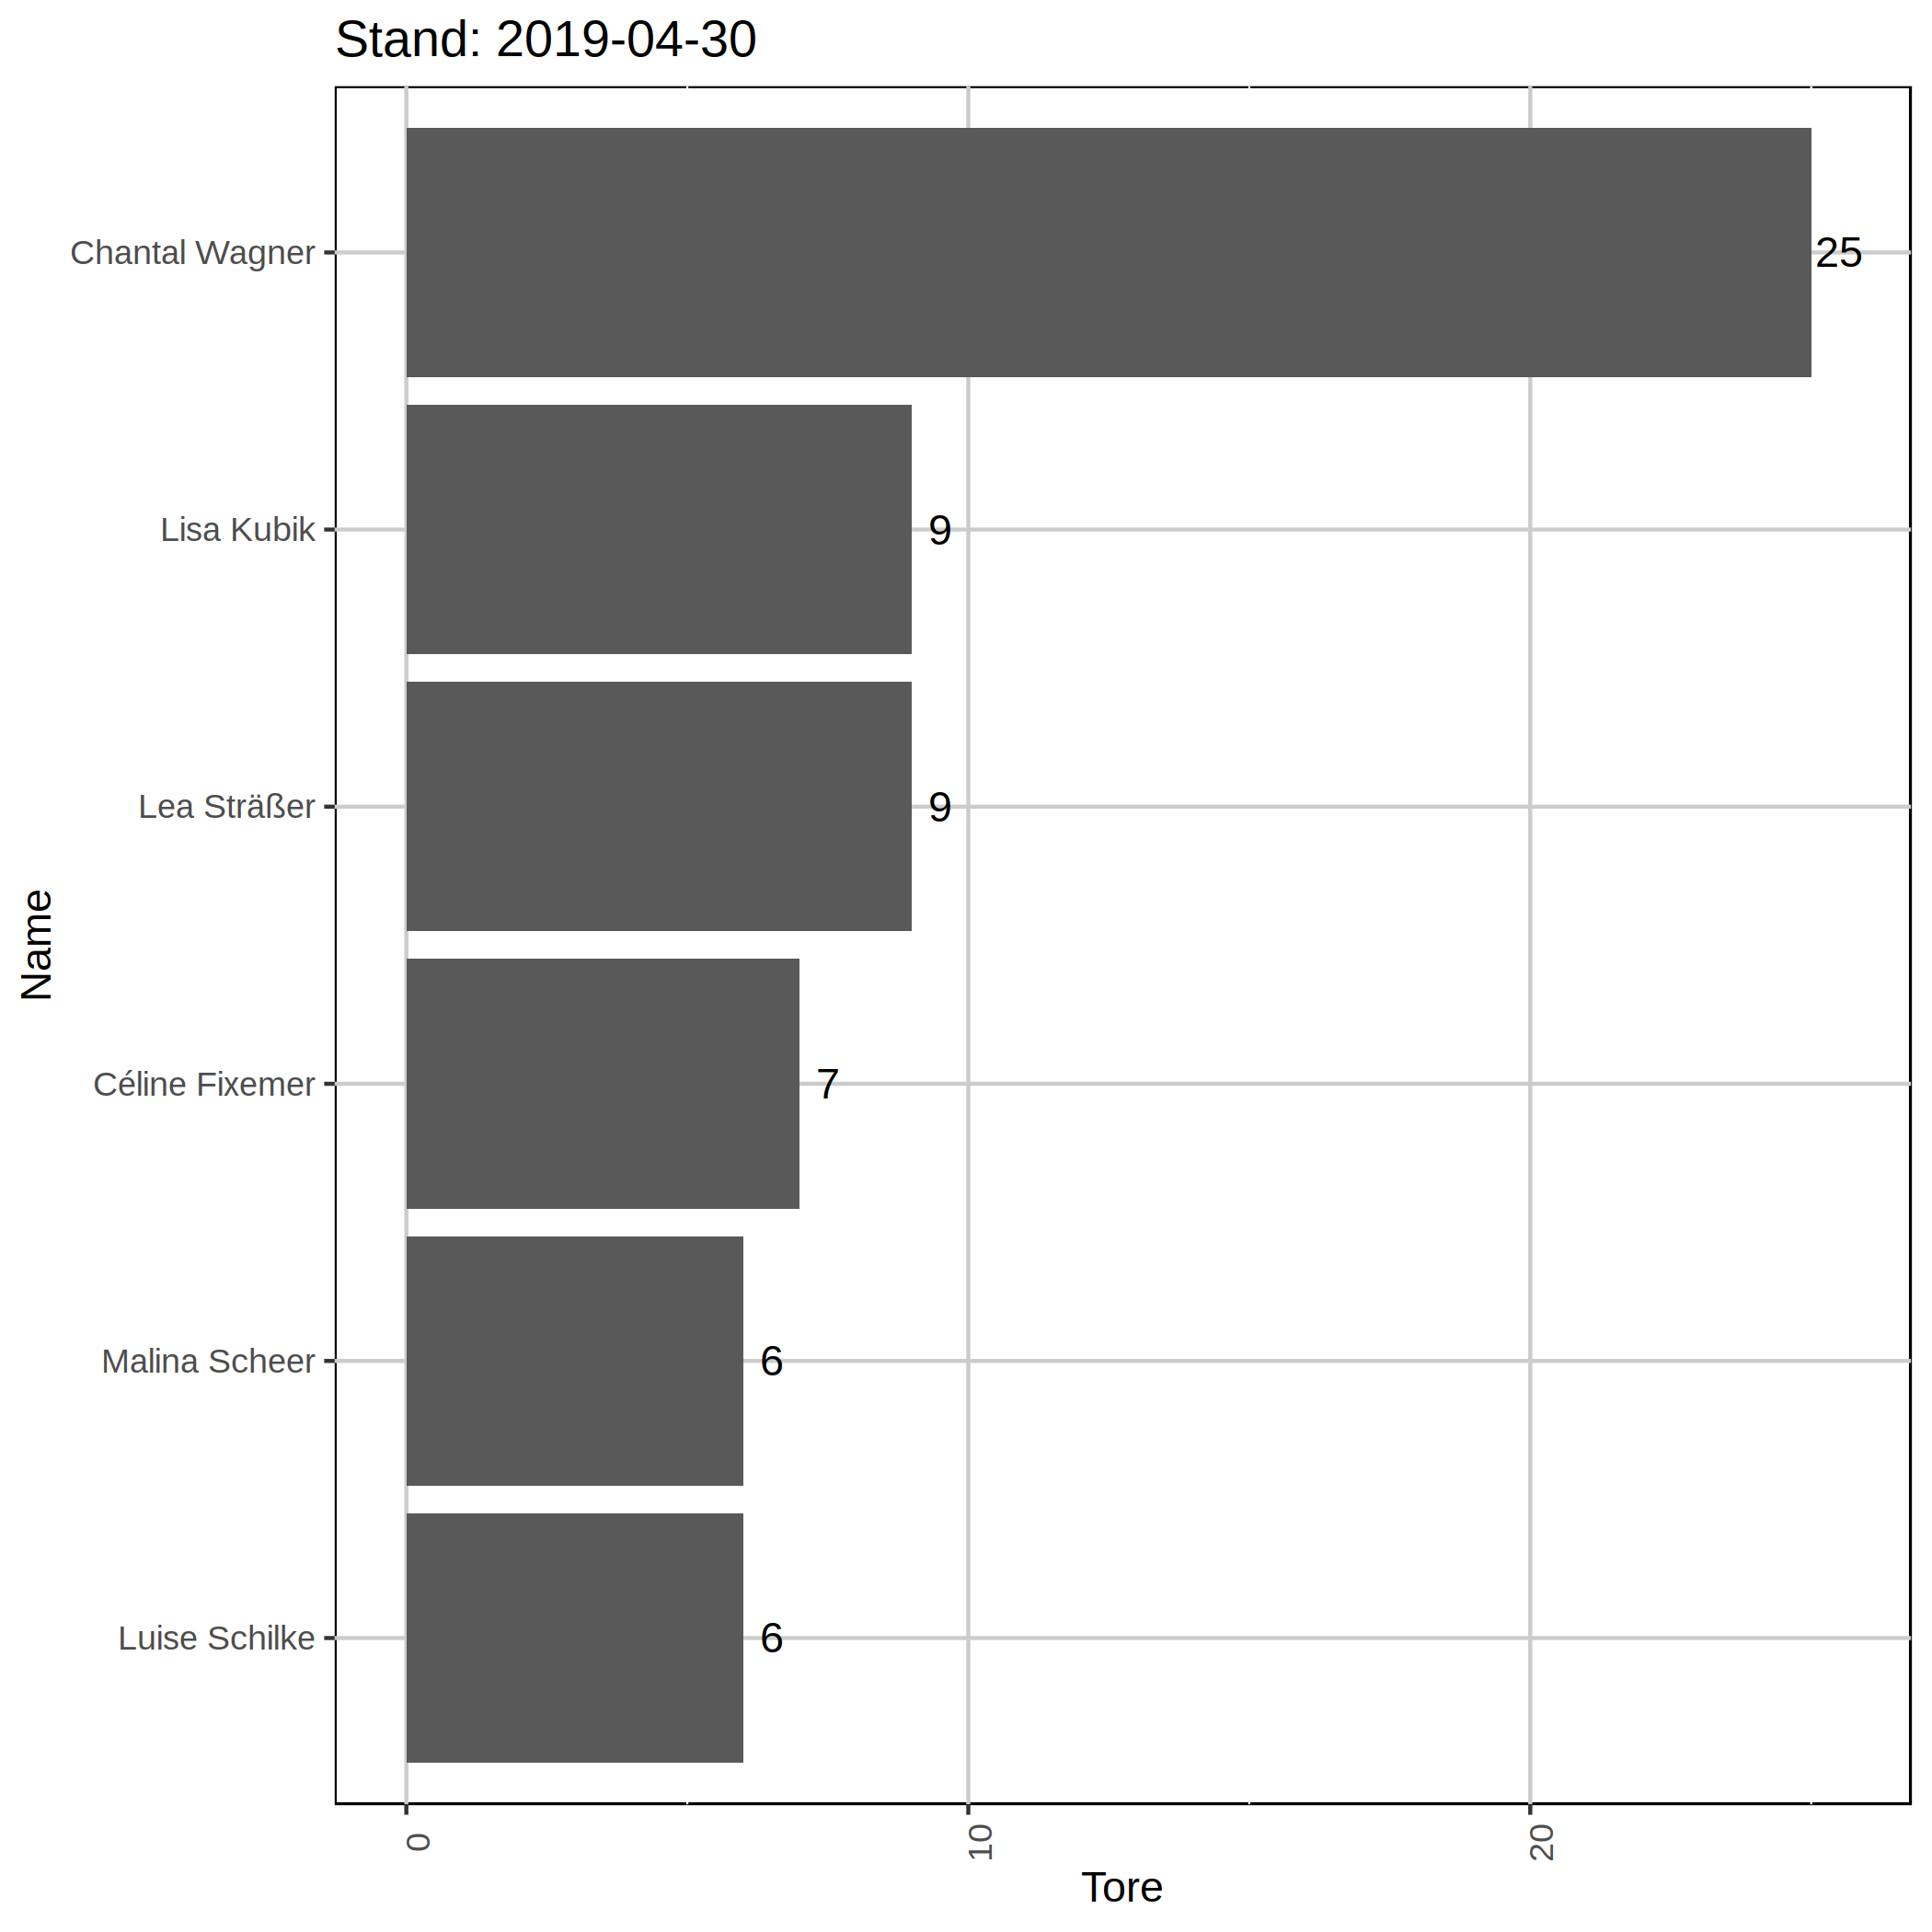 Stand: 2019-04-30
Chantal Wagner
25
Lisa Kubik
9
Lea Sträßer
9
Céline Fixemer
7
Malina Scheer
6
Luise Schilke
6
Name
0
10
20
Tore